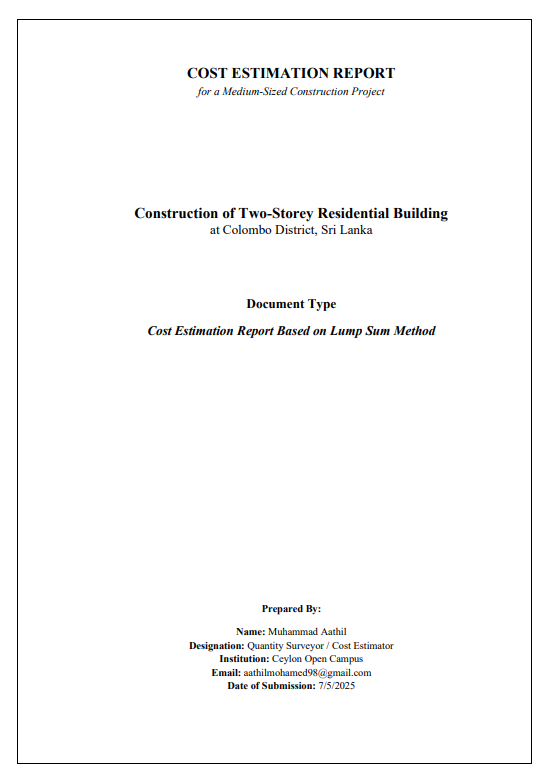 COST ESTIMATION REPORT
for a Medium-Sized Construction Project
Construction of Two-Storey Residential Building
at Colombo District, Sri Lanka
Document Type
Cost Estimation Report Based on Lump Sum Method
Prepared By:
Name: Muhammad Aathil
Designation: Quantity Surveyor / Cost Estimator
Institution: Ceylon Open Campus
Email: aathilmohamed98@gmail.com
Date of Submission: 7/5/2025